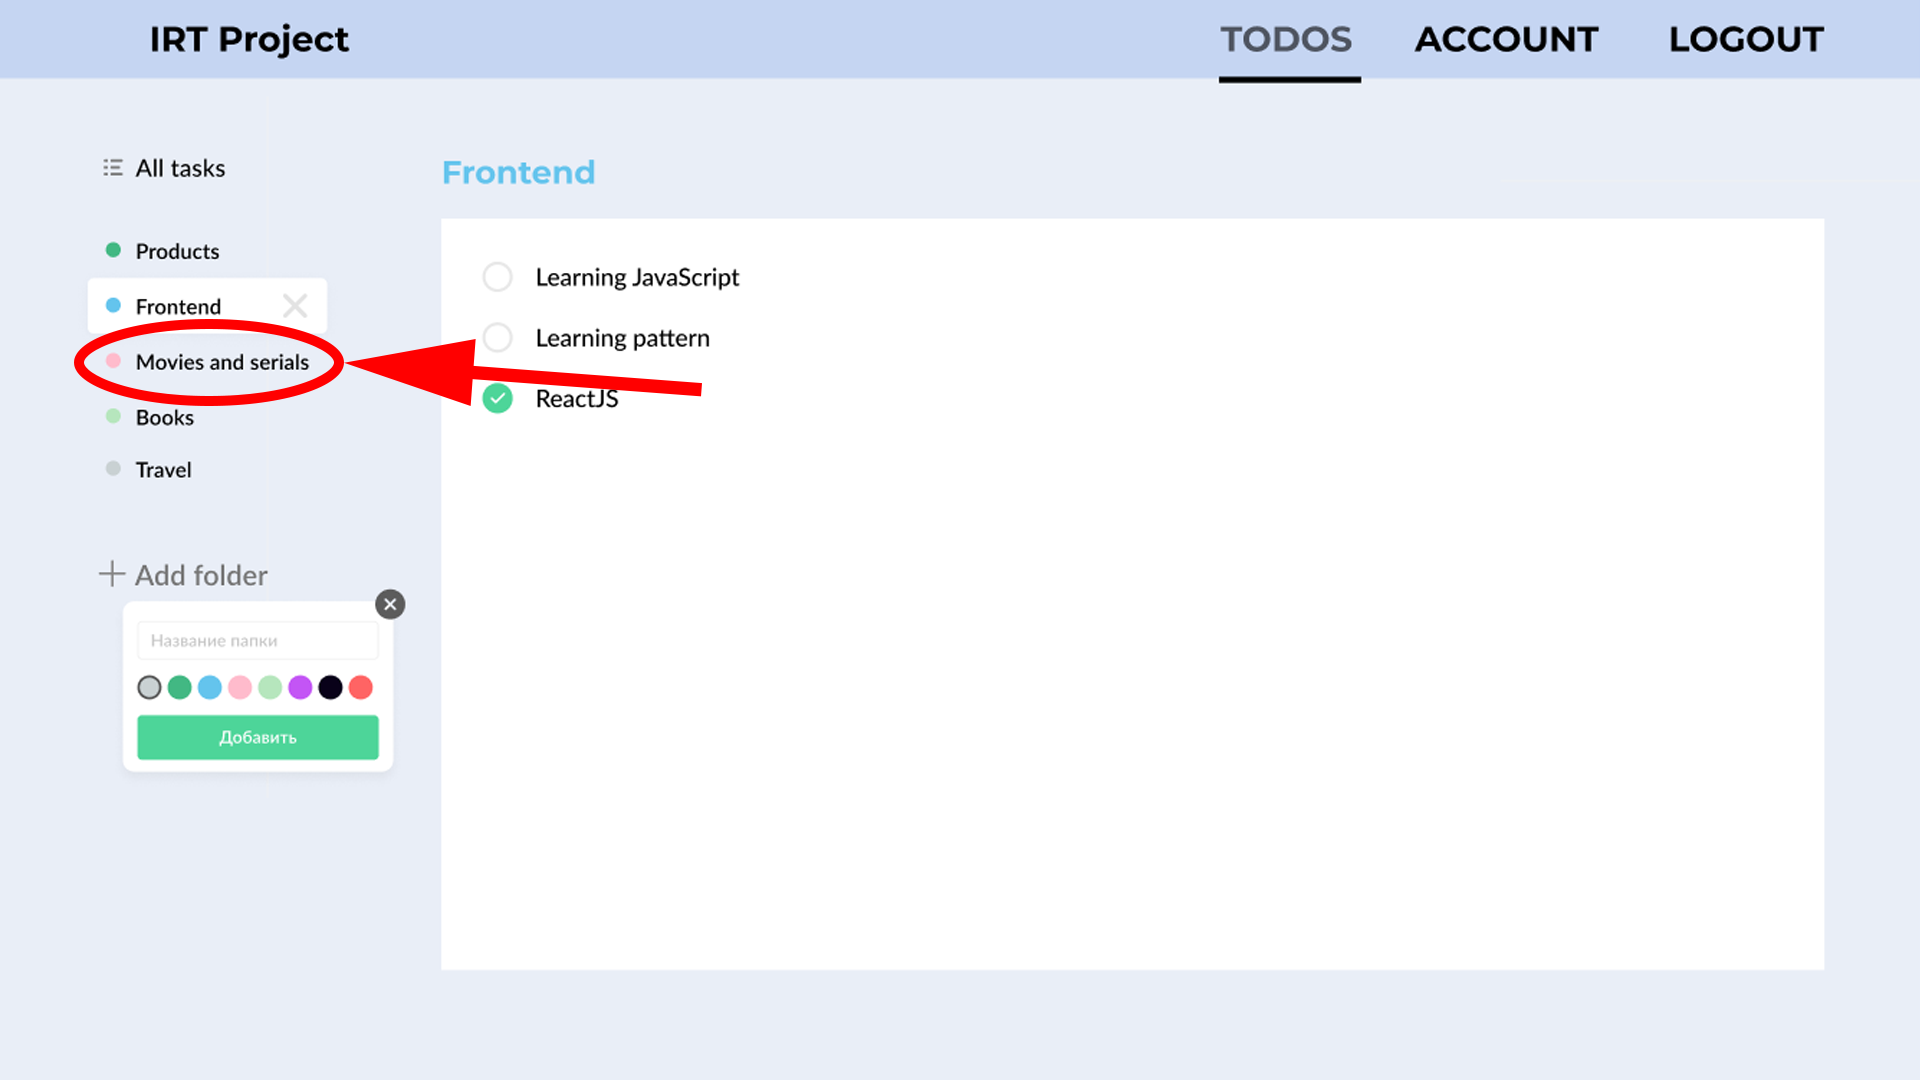 IRT Project
TODOS
ACCOUNT
LOGOUT
All tasks
Products
Frontend
Movies and serials
Books
Travel
Add folder
Название папки
Добавить
Frontend
Learning JavaScript
Learning pattern
ReactJS